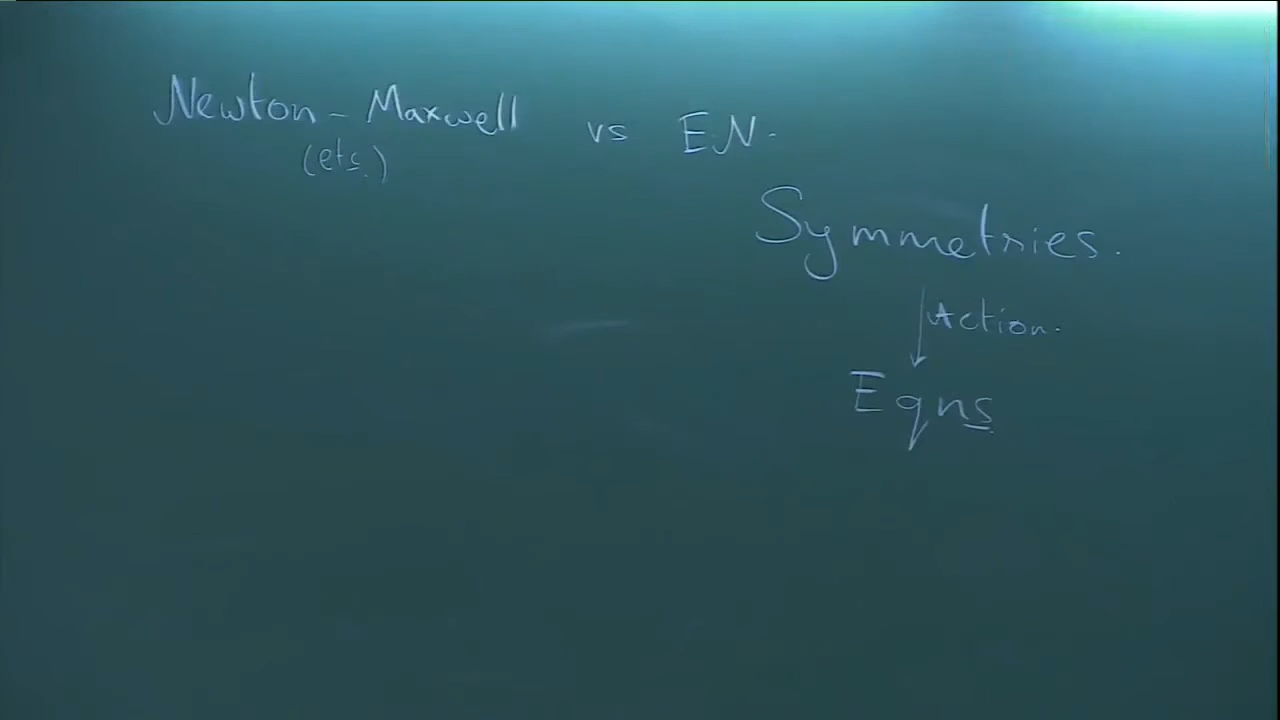 Newton - Maxwell vs E.N.
(etc.)
Symmetries.
↓ Action.
Eqns